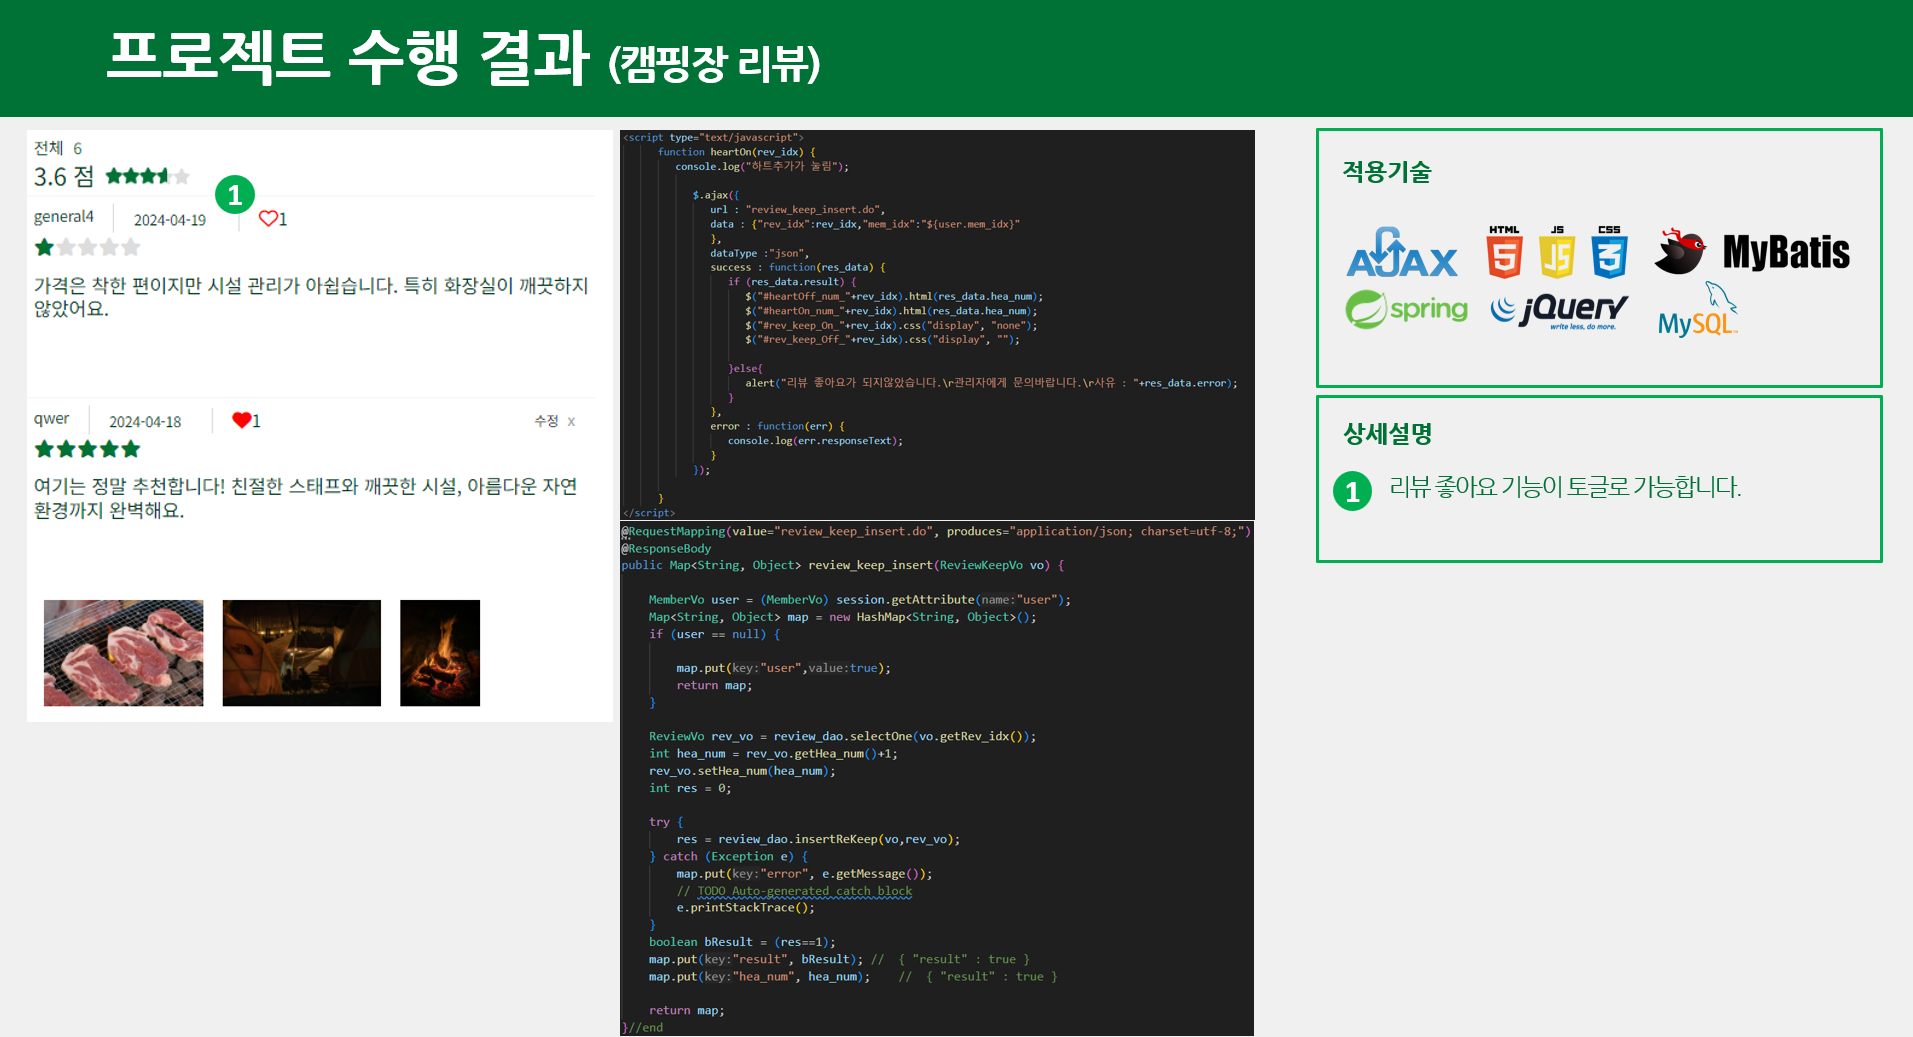 프로젝트 수행 결과 (캠핑장 리뷰)
전체 6
3.6 점
1
general4 2024-04-19 1
가격은 착한 편이지만 시설 관리가 아쉽습니다. 특히 화장실이 깨끗하지
않았어요.
qwer 2024-04-18 1 수정 x
여기는 정말 추천합니다! 친절한 스태프와 깨끗한 시설, 아름다운 자연
환경까지 완벽해요.
<script type="text/javascript">
function heartOn(rev_idx) {
console.log("하트추가가 눌림");
$.ajax({
url : "review_keep_insert.do",
data : {"rev_idx":rev_idx,"mem_idx":"${user.mem_idx}"
},
dataType :"json",
success : function(res_data) {
if (res_data.result) {
$("#heartOff_num_"+rev_idx).html(res_data.hea_num);
$("#heartOn_num_"+rev_idx).html(res_data.hea_num);
$("#rev_keep_On_"+rev_idx).css("display", "none");
$("#rev_keep_Off_"+rev_idx).css("display", "");
}else{
alert("리뷰 좋아요가 되지않았습니다.\r관리자에게 문의바랍니다.\r사유 : "+res_data.error);
}
},
error : function(err) {
console.log(err.responseText);
}
});
}
</script>
@RequestMapping(value="review_keep_insert.do", produces="application/json; charset=utf-8;")
@ResponseBody
public Map<String, Object> review_keep_insert(ReviewKeepVo vo) {
MemberVo user = (MemberVo) session.getAttribute(name:"user");
Map<String, Object> map = new HashMap<String, Object>();
if (user == null) {
map.put(key:"user",value:true);
return map;
}
ReviewVo rev_vo = review_dao.selectOne(vo.getRev_idx());
int hea_num = rev_vo.getHea_num()+1;
rev_vo.setHea_num(hea_num);
int res = 0;
try {
res = review_dao.insertReKeep(vo,rev_vo);
} catch (Exception e) {
map.put(key:"error", e.getMessage());
// TODO Auto-generated catch block
e.printStackTrace();
}
boolean bResult = (res==1);
map.put(key:"result", bResult); // { "result" : true }
map.put(key:"hea_num", hea_num); // { "result" : true }
return map;
}//end
적용기술
AJAX HTML 5 JS JS CSS 3 MyBatis
spring jQuery write less, do more. MySQL™
상세설명
1 리뷰 좋아요 기능이 토글로 가능합니다.